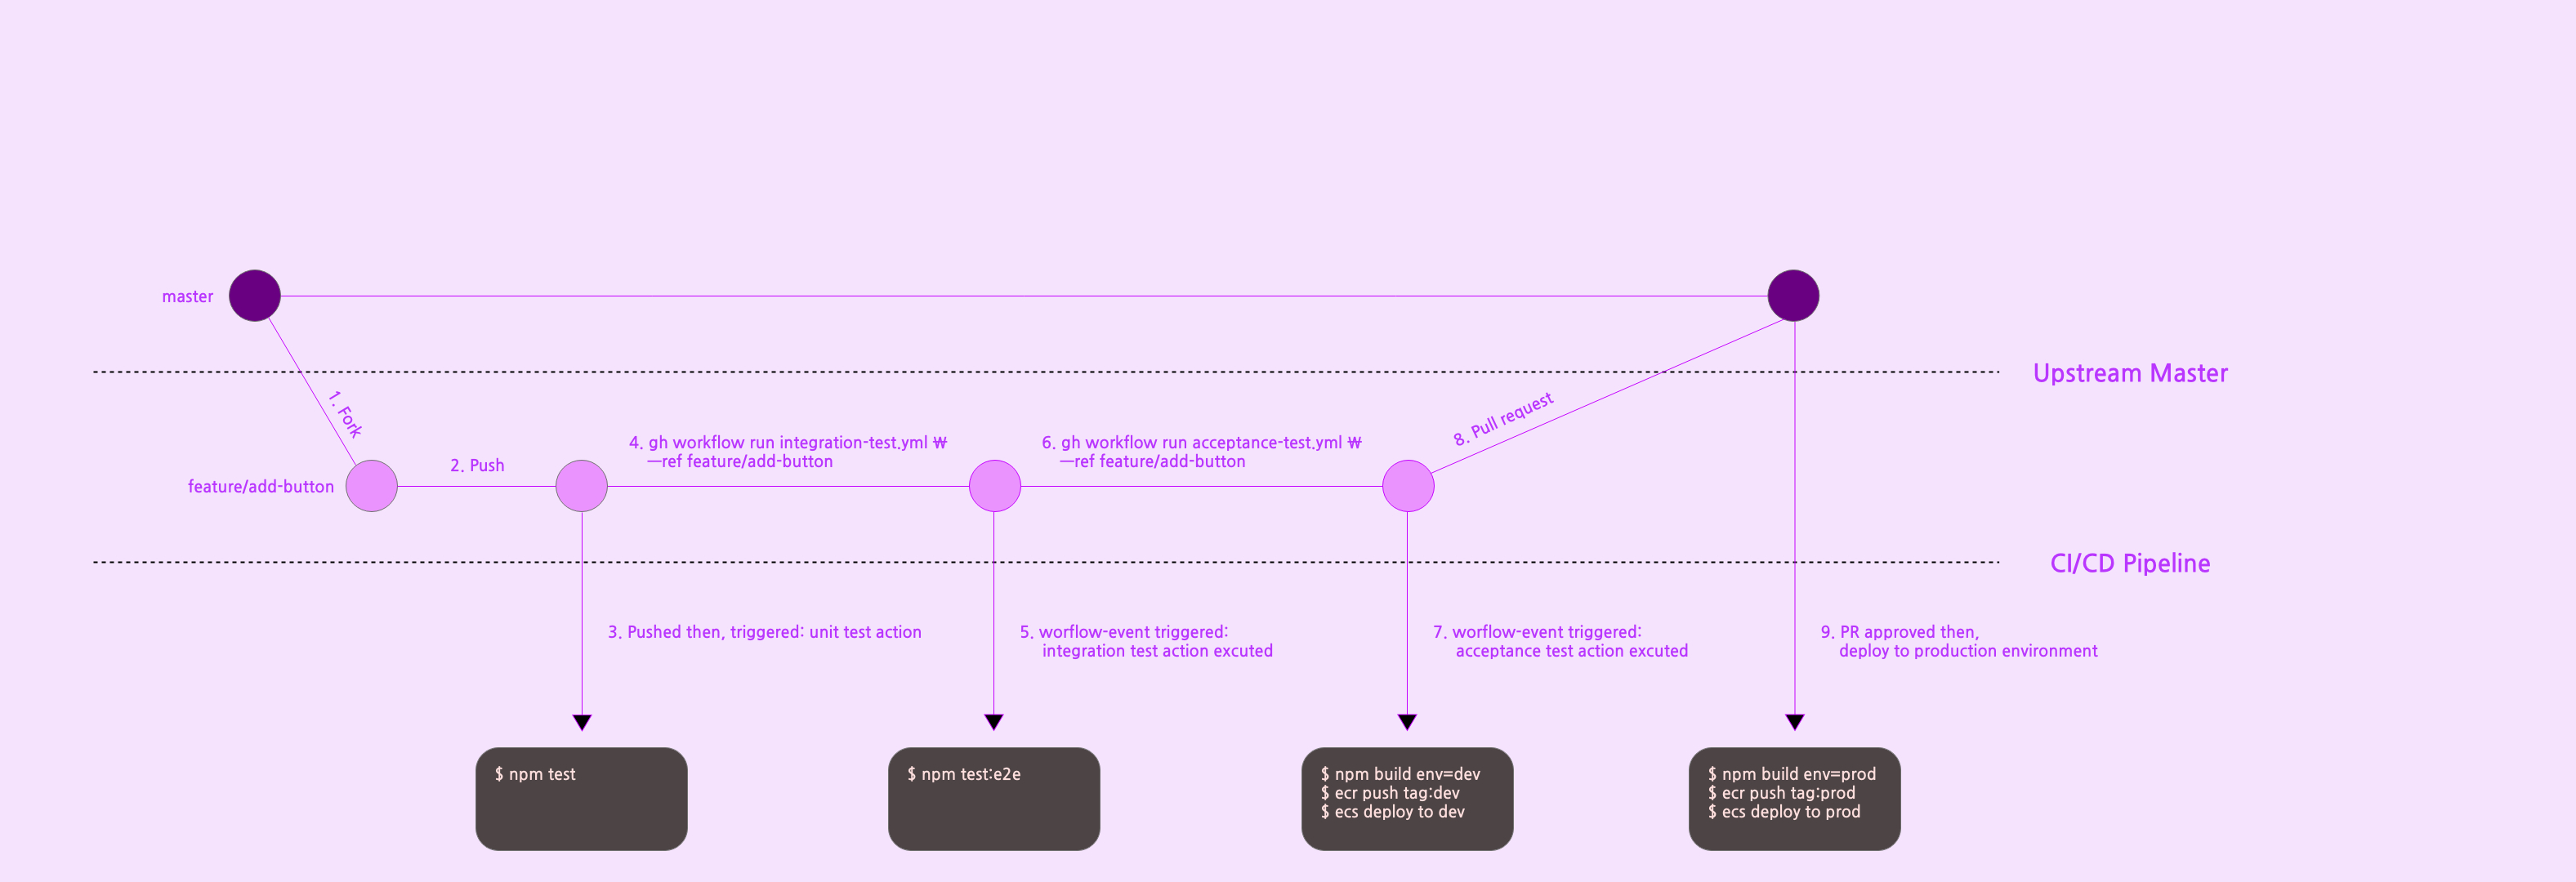 master
Upstream Master
1. Fork
feature/add-button
2. Push
4. gh workflow run integration-test.yml ₩
—ref feature/add-button
6. gh workflow run acceptance-test.yml ₩
—ref feature/add-button
8. Pull request
CI/CD Pipeline
3. Pushed then, triggered: unit test action
5. worflow-event triggered:
integration test action excuted
7. worflow-event triggered:
acceptance test action excuted
9. PR approved then,
deploy to production environment
$ npm test
$ npm test:e2e
$ npm build env=dev
$ ecr push tag:dev
$ ecs deploy to dev
$ npm build env=prod
$ ecr push tag:prod
$ ecs deploy to prod